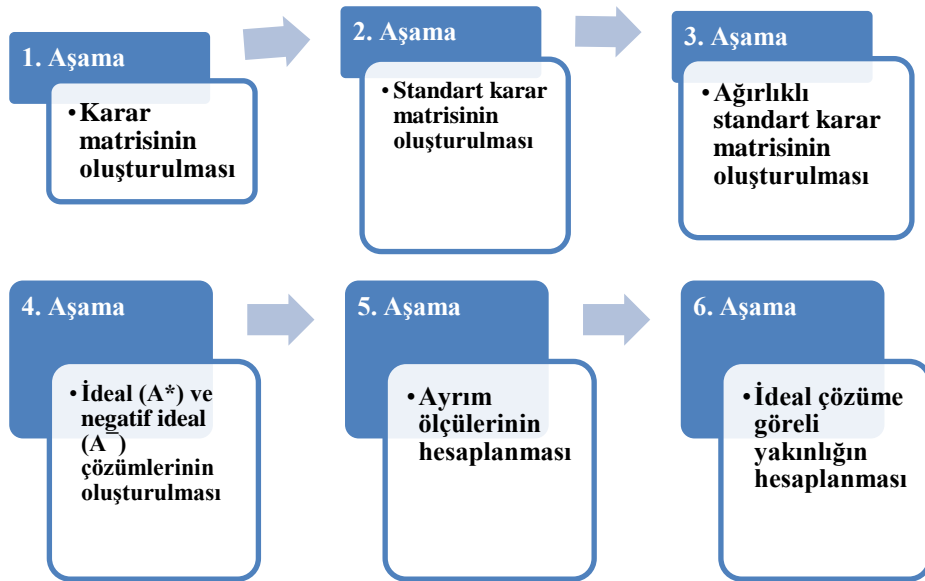 1. Aşama
• Karar
matrisinin
oluşturulması
2. Aşama
• Standart karar
matrisinin
oluşturulması
3. Aşama
• Ağırlıklı
standart karar
matrisinin
oluşturulması
4. Aşama
• İdeal (A*) ve
negatif ideal
(A¯)
çözümlerinin
oluşturulması
5. Aşama
• Ayrım
ölçülerinin
hesaplanması
6. Aşama
• İdeal çözüme
göreli
yakınlığın
hesaplanması